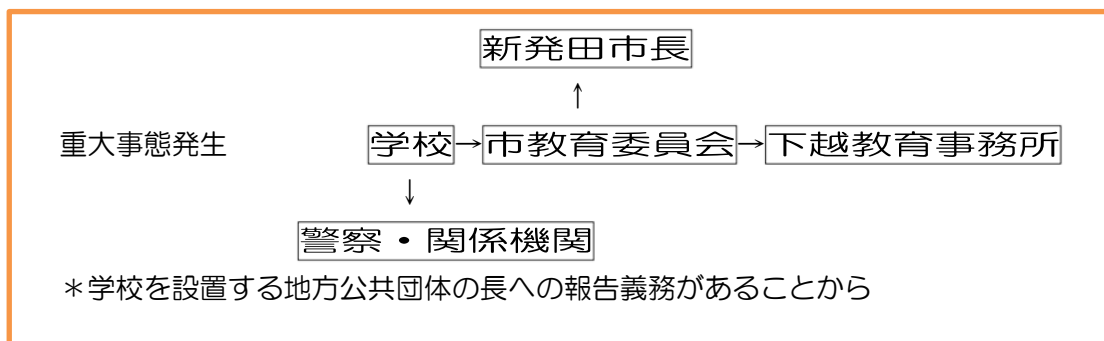 新発田市長
↑
重大事態発生 学校→市教育委員会→下越教育事務所
↓
警察・関係機関
＊学校を設置する地方公共団体の長への報告義務があることから